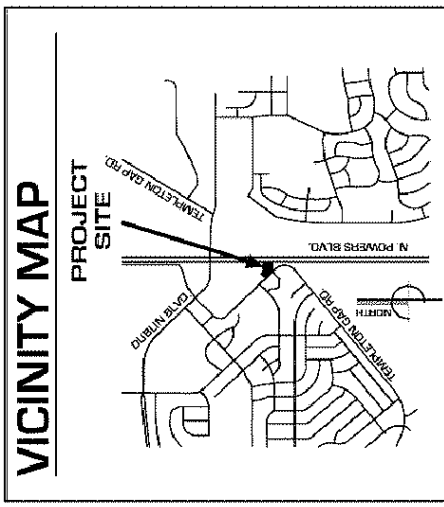 VICINITY MAP
PROJECT
SITE
TEMPLETON GAP RD.
DUBLIN BLVD.
N. POWERS BLVD.
TEMPLETON GAP RD.
NORTH